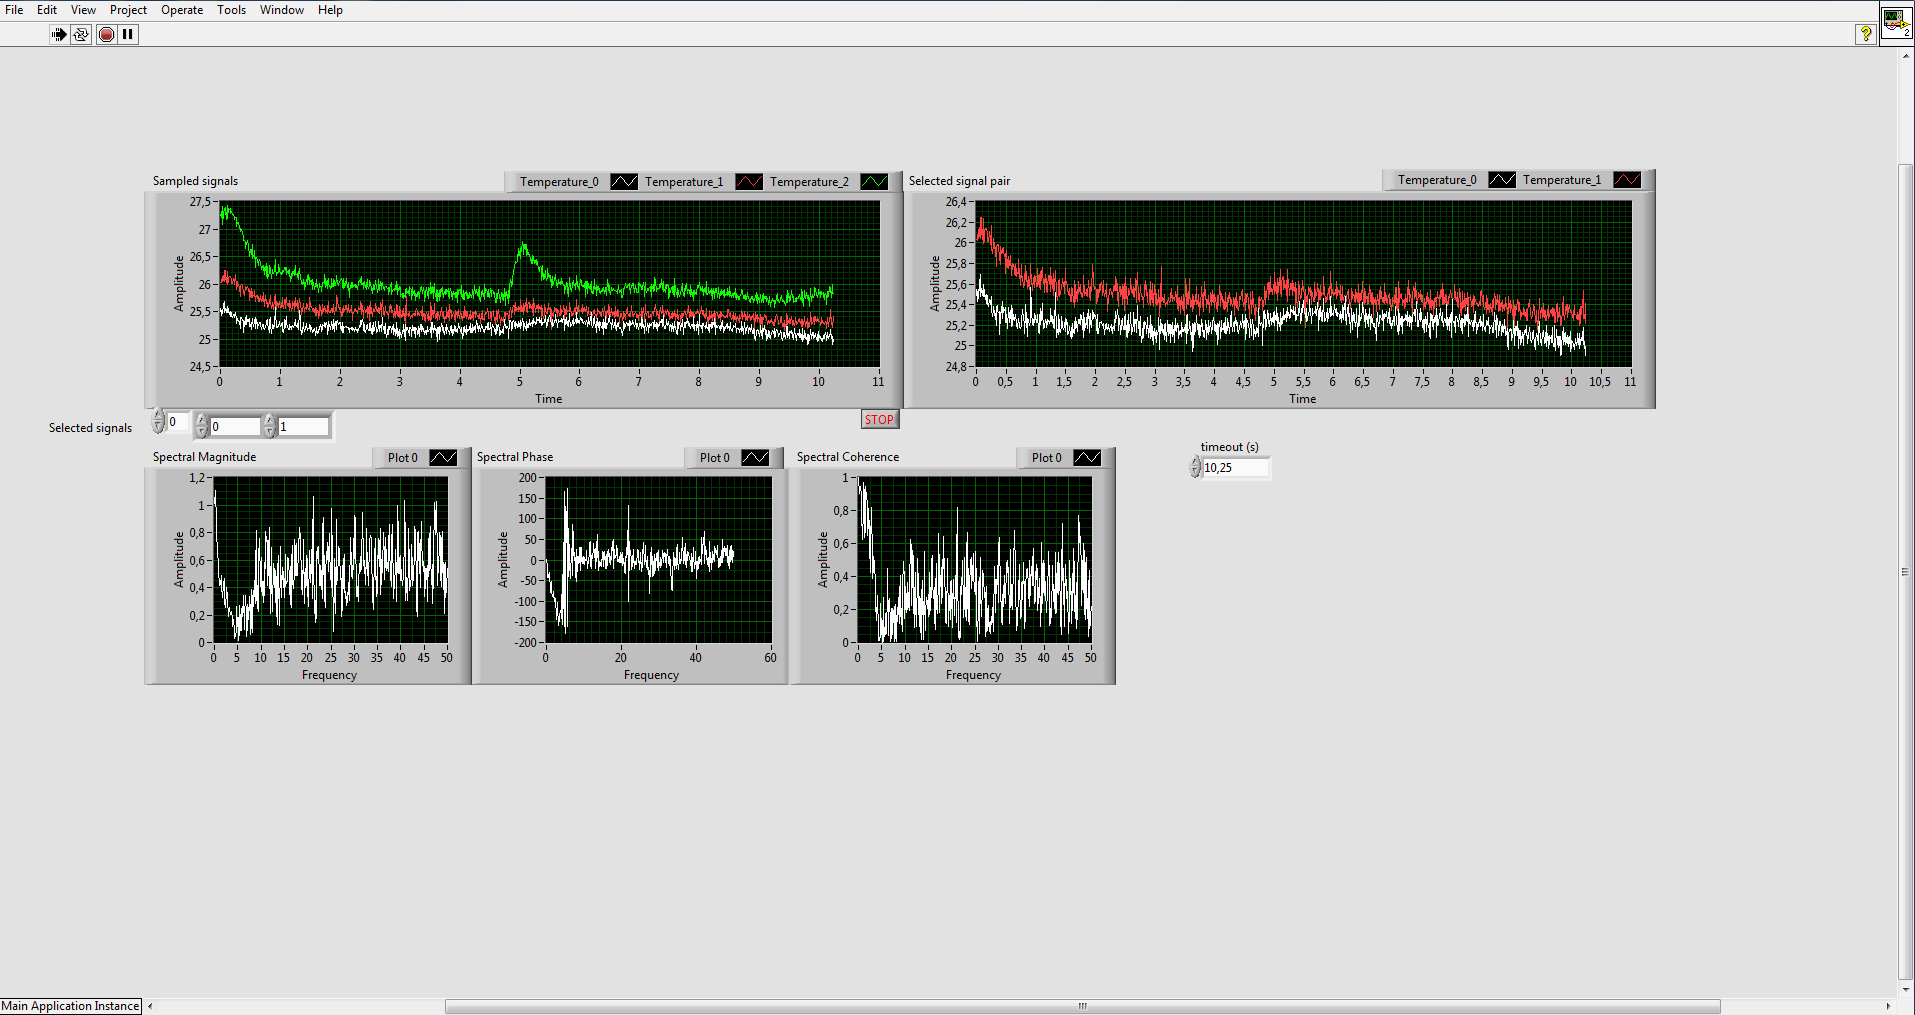 File Edit View Project Operate Tools Window Help
? 2
Sampled signals Temperature_0 Temperature_1 Temperature_2
27,5
27
26,5
26
25,5
25
24,5
Amplitude
0 1 2 3 4 5 6 7 8 9 10 11
Time
Selected signal pair Temperature_0 Temperature_1
26,4
26,2
26
25,8
25,6
25,4
25,2
25
24,8
Amplitude
0 0,5 1 1,5 2 2,5 3 3,5 4 4,5 5 5,5 6 6,5 7 7,5 8 8,5 9 9,5 10 10,5 11
Time
Selected signals 0 0 1
STOP
timeout (s)
10,25
Spectral Magnitude Plot 0
1,2
1
0,8
0,6
0,4
0,2
0
Amplitude
0 5 10 15 20 25 30 35 40 45 50
Frequency
Spectral Phase Plot 0
200
150
100
50
0
-50
-100
-150
-200
Amplitude
0 20 40 60
Frequency
Spectral Coherence Plot 0
1
0,8
0,6
0,4
0,2
0
Amplitude
0 5 10 15 20 25 30 35 40 45 50
Frequency
Main Application Instance